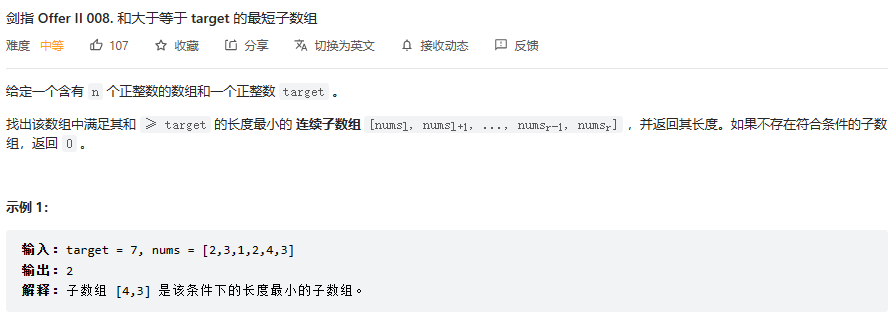 剑指 Offer II 008. 和大于等于 target 的最短子数组
难度 中等 107 收藏 分享 切换为英文 接收动态 反馈
给定一个含有 n 个正整数的数组和一个正整数 target 。
找出该数组中满足其和 ≥ target 的长度最小的 连续子数组 [numsl, numsl+1, ..., numsr-1, numsr] ，并返回其长度。如果不存在符合条件的子数
组，返回 0 。
示例 1：
输入：target = 7, nums = [2,3,1,2,4,3]
输出：2
解释：子数组 [4,3] 是该条件下的长度最小的子数组。